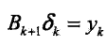 B_{k+1}δ_k = y_k